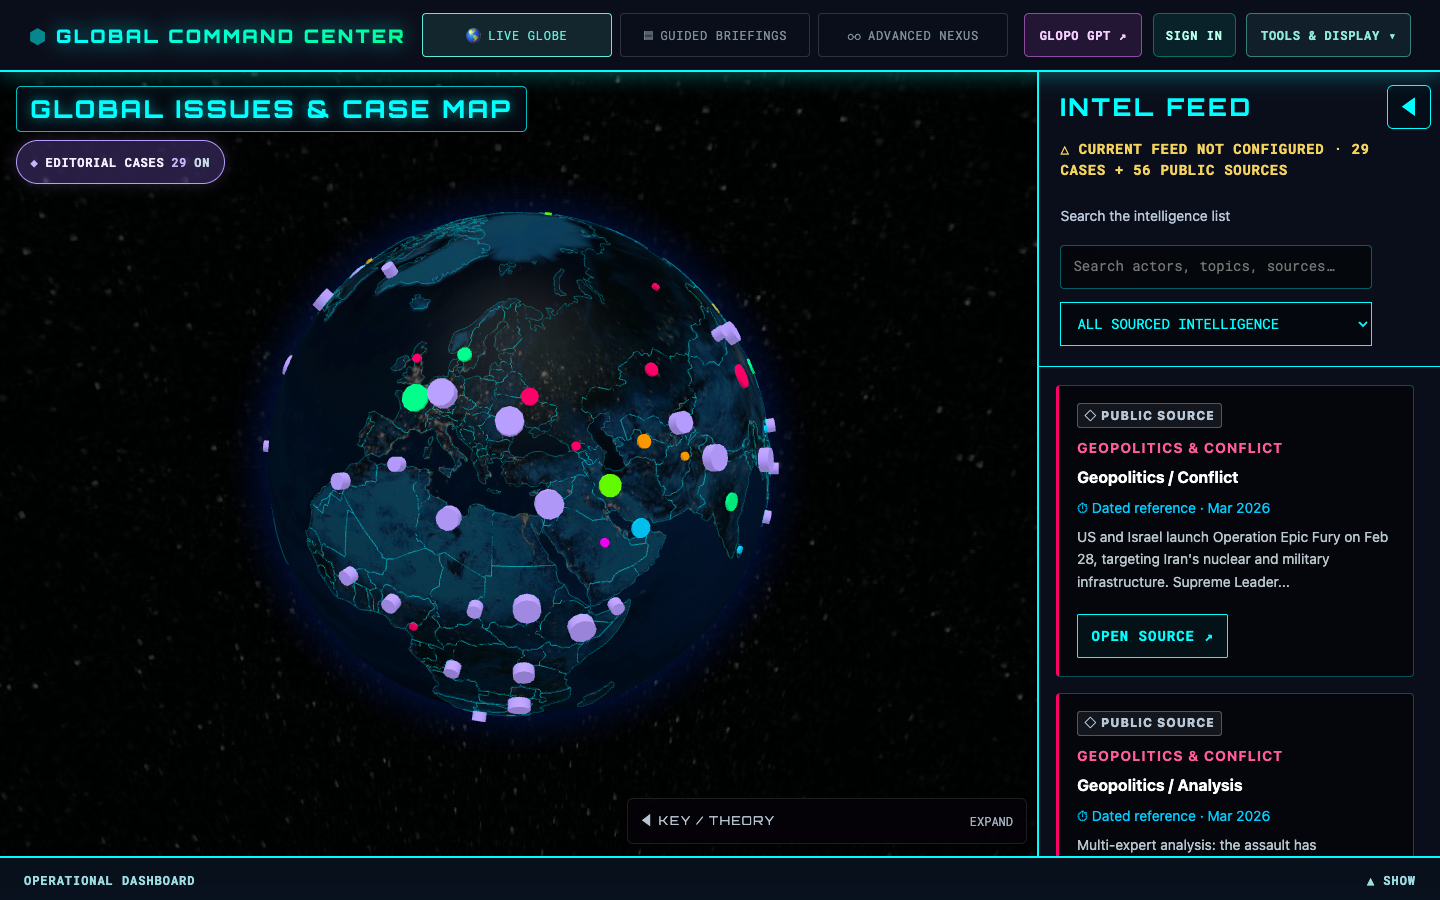 GLOBAL COMMAND CENTER
LIVE GLOBE
GUIDED BRIEFINGS
ADVANCED NEXUS
GLOPO GPT ↗
SIGN IN
TOOLS & DISPLAY ▾
GLOBAL ISSUES & CASE MAP
◆ EDITORIAL CASES 29 ON
KEY / THEORY
EXPAND
INTEL FEED
△ CURRENT FEED NOT CONFIGURED · 29
CASES + 56 PUBLIC SOURCES
Search the intelligence list
Search actors, topics, sources…
ALL SOURCED INTELLIGENCE
◇ PUBLIC SOURCE
GEOPOLITICS & CONFLICT
Geopolitics / Conflict
⏱ Dated reference · Mar 2026
US and Israel launch Operation Epic Fury on Feb
28, targeting Iran's nuclear and military
infrastructure. Supreme Leader...
OPEN SOURCE ↗
◇ PUBLIC SOURCE
GEOPOLITICS & CONFLICT
Geopolitics / Analysis
⏱ Dated reference · Mar 2026
Multi-expert analysis: the assault has
OPERATIONAL DASHBOARD
▲ SHOW